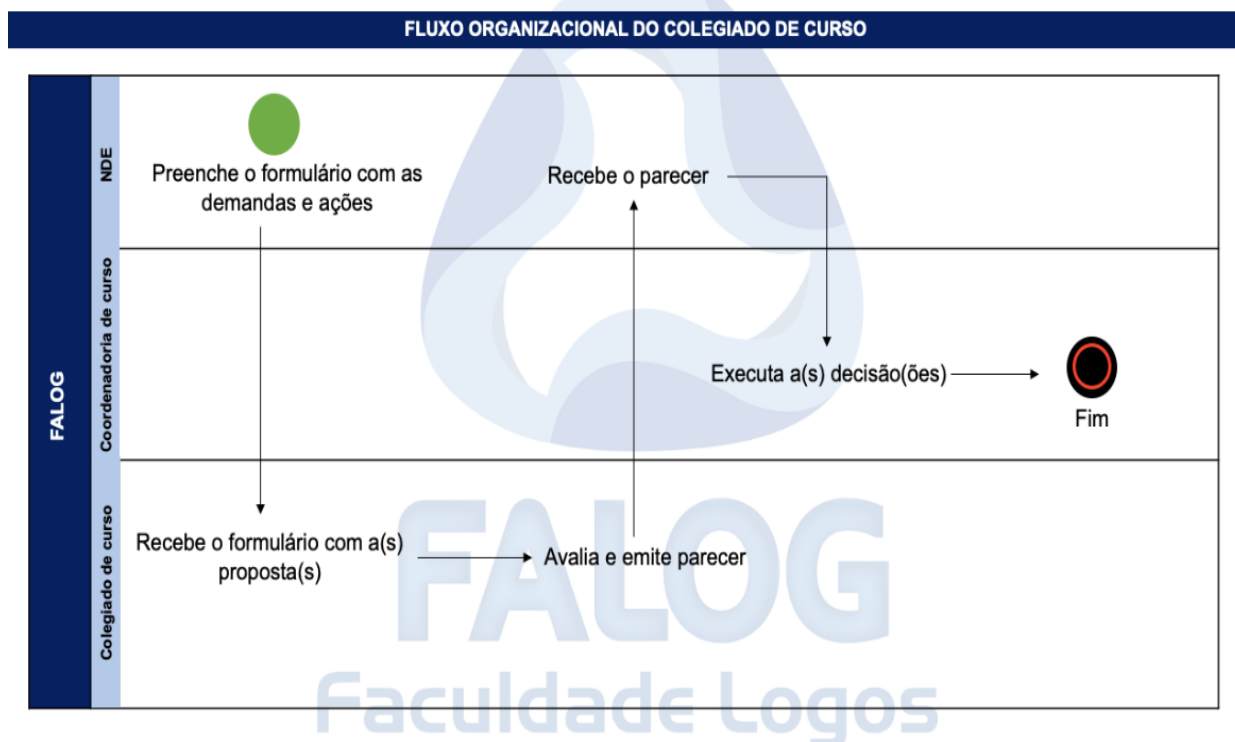 FLUXO ORGANIZACIONAL DO COLEGIADO DE CURSO
FALOG
NDE
Preenche o formulário com as
demandas e ações
Recebe o parecer
Coordenadoria de curso
Executa a(s) decisão(ões)
Fim
Colegiado de curso
Recebe o formulário com a(s)
proposta(s)
Avalia e emite parecer
FALOG
Faculdade Logos